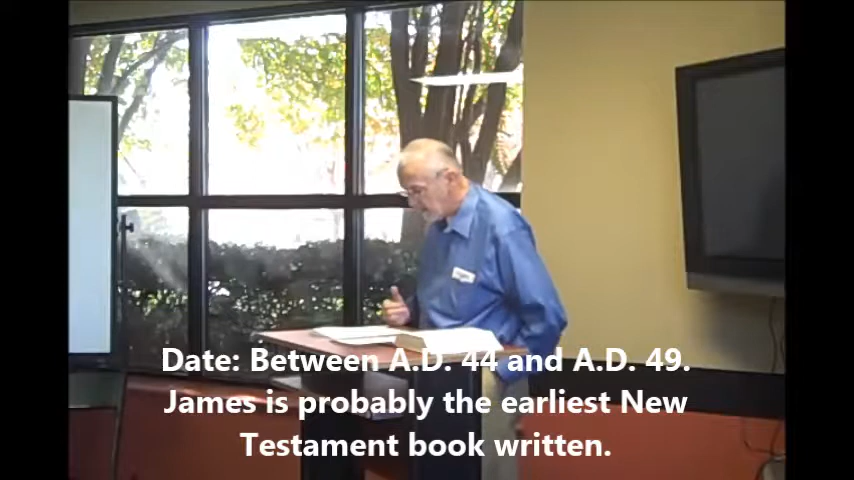 Date: Between A.D. 44 and A.D. 49.
James is probably the earliest New
Testament book written.